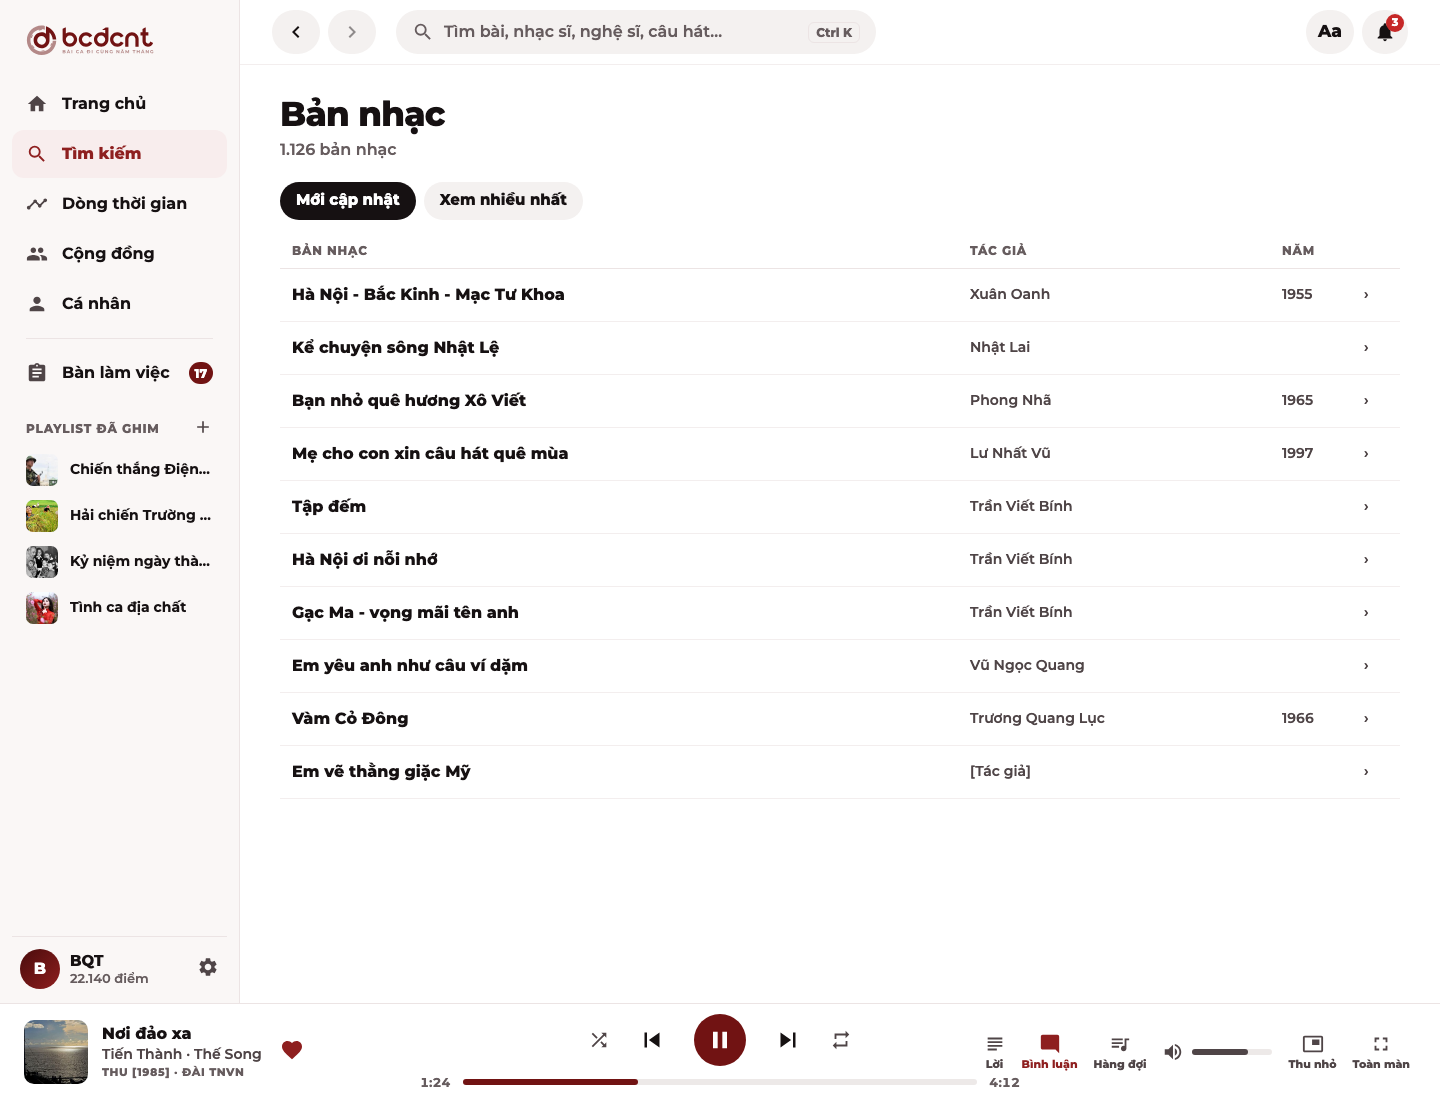 bcdcnt
BÀI CA ĐI CÙNG NĂM THÁNG
Trang chủ
Tìm kiếm
Dòng thời gian
Cộng đồng
Cá nhân
Bàn làm việc 17
PLAYLIST ĐÃ GHIM
Chiến thắng Điện...
Hải chiến Trường ...
Kỷ niệm ngày thà...
Tình ca địa chất
B
BQT
22.140 điểm
Tìm bài, nhạc sĩ, nghệ sĩ, câu hát... Ctrl K
Aa 3
Bản nhạc
1.126 bản nhạc
Mới cập nhật Xem nhiều nhất
BẢN NHẠC TÁC GIẢ NĂM
Hà Nội - Bắc Kinh - Mạc Tư Khoa Xuân Oanh 1955 ›
Kể chuyện sông Nhật Lệ Nhật Lai ›
Bạn nhỏ quê hương Xô Viết Phong Nhã 1965 ›
Mẹ cho con xin câu hát quê mùa Lư Nhất Vũ 1997 ›
Tập đếm Trần Viết Bính ›
Hà Nội ơi nỗi nhớ Trần Viết Bính ›
Gạc Ma - vọng mãi tên anh Trần Viết Bính ›
Em yêu anh như câu ví dặm Vũ Ngọc Quang ›
Vàm Cỏ Đông Trương Quang Lục 1966 ›
Em vẽ thằng giặc Mỹ [Tác giả] ›
Nơi đảo xa
Tiến Thành · Thế Song
THU [1985] · ĐÀI TNVN
1:24 4:12
Lời Bình luận Hàng đợi Thu nhỏ Toàn màn